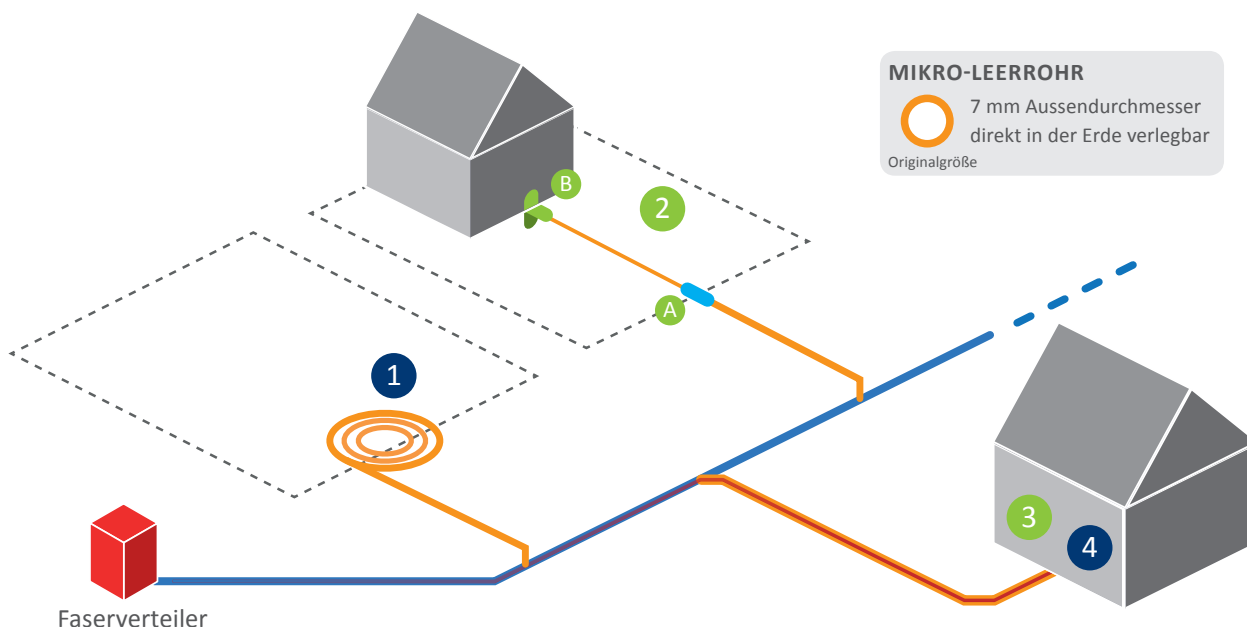 MIKRO-LEERROHR
7 mm Aussendurchmesser
direkt in der Erde verlegbar
Originalgröße
B
2
A
1
3
4
Faserverteiler